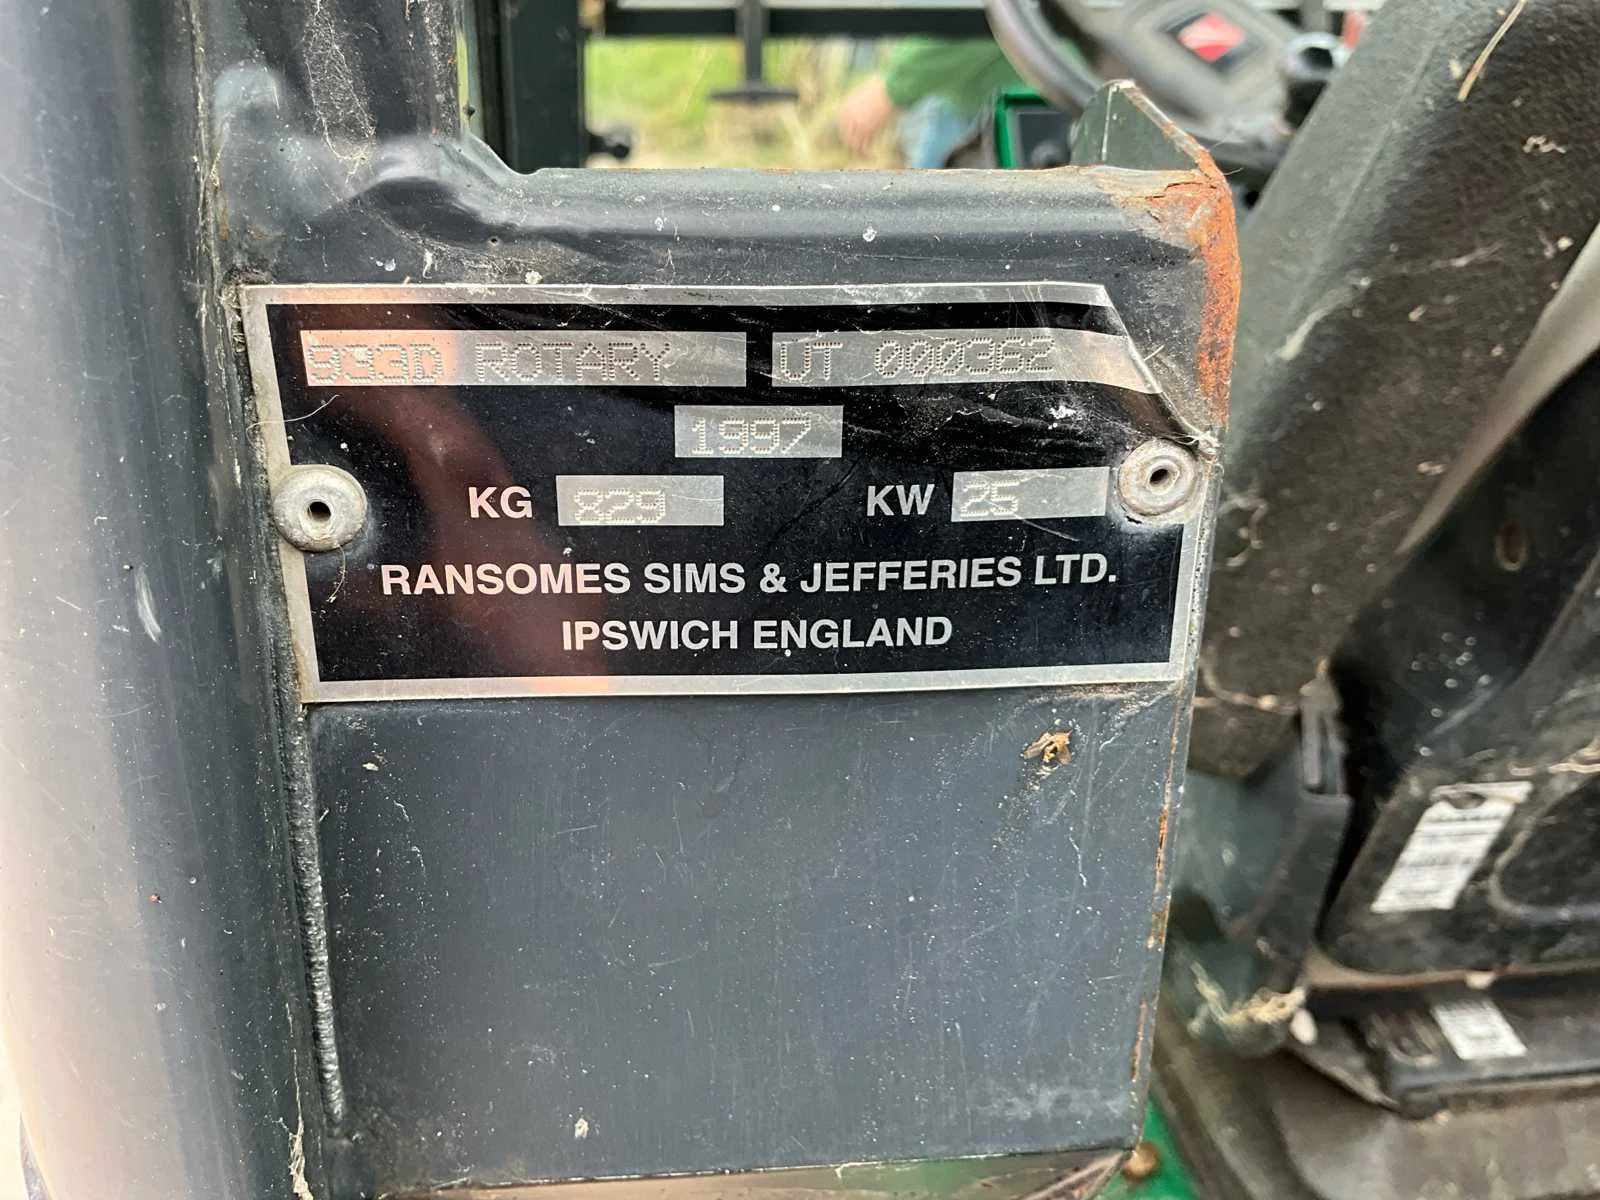 933D ROTARY UT 000362
1997
KG 829 KW 25
RANSOMES SIMS & JEFFERIES LTD.
IPSWICH ENGLAND